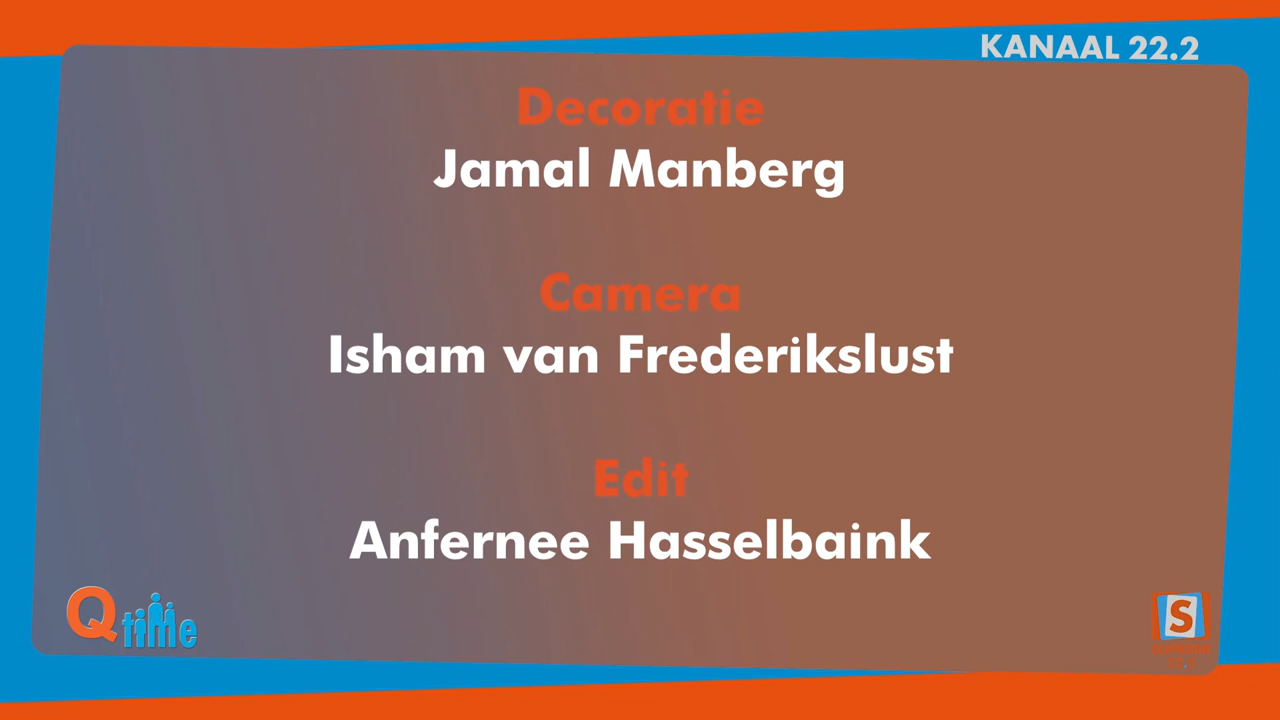 KANAAL 22.2
Decoratie
Jamal Manberg
Camera
Isham van Frederikslust
Edit
Anfernee Hasselbaink
Q time
S